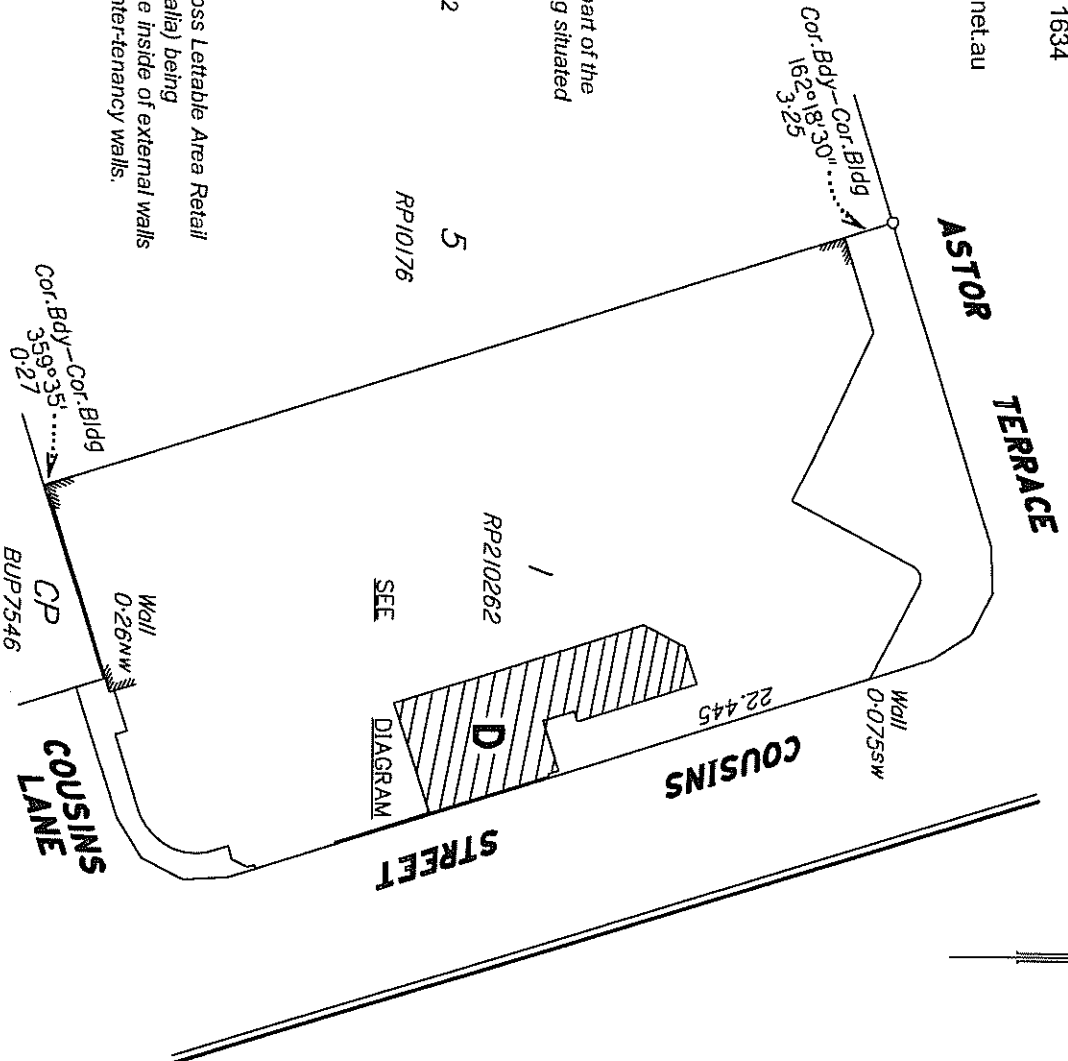 1634
net.au
part of the
g situated
2
oss Lettable Area Retail
alia) being
e inside of external walls
nter-tenancy walls.
ASTOR TERRACE
Cor.Bdy-Cor.Bldg
162°18'30"
3·25
5
RP10176
1
RP210262
SEE DIAGRAM
D
22.445
Wall
0·075SW
COUSINS STREET
Cor.Bdy-Cor.Bldg
359°35'
0·27
Wall
0·26NW
CP
BUP7546
COUSINS
LANE